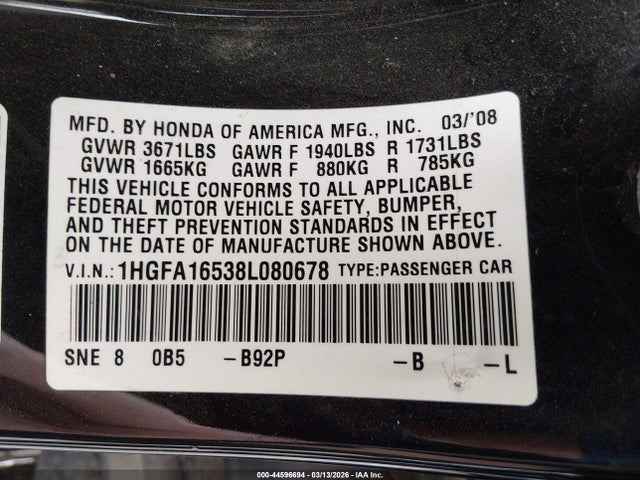 MFD. BY HONDA OF AMERICA MFG., INC. 03/'08
GVWR 3671LBS GAWR F 1940LBS R 1731LBS
GVWR 1665KG GAWR F 880KG R 785KG
THIS VEHICLE CONFORMS TO ALL APPLICABLE
FEDERAL MOTOR VEHICLE SAFETY, BUMPER,
AND THEFT PREVENTION STANDARDS IN EFFECT
ON THE DATE OF MANUFACTURE SHOWN ABOVE.
V.I.N.: 1HGFA16538L080678 TYPE:PASSENGER CAR
SNE 8 0B5 -B92P -B -L
000-44596694 | 03/13/2026 - IAA Inc.